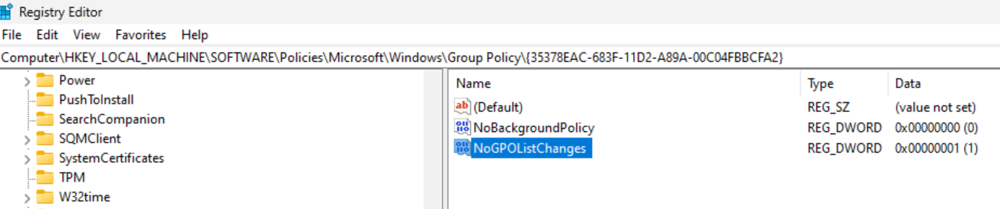 Registry Editor
File Edit View Favorites Help
Computer\HKEY_LOCAL_MACHINE\SOFTWARE\Policies\Microsoft\Windows\Group Policy\{35378EAC-683F-11D2-A89A-00C04FBBCFA2}
Power
PushToInstall
SearchCompanion
SQMClient
SystemCertificates
TPM
W32time
Name Type Data
(Default) REG_SZ (value not set)
NoBackgroundPolicy REG_DWORD 0x00000000 (0)
NoGPOListChanges REG_DWORD 0x00000001 (1)